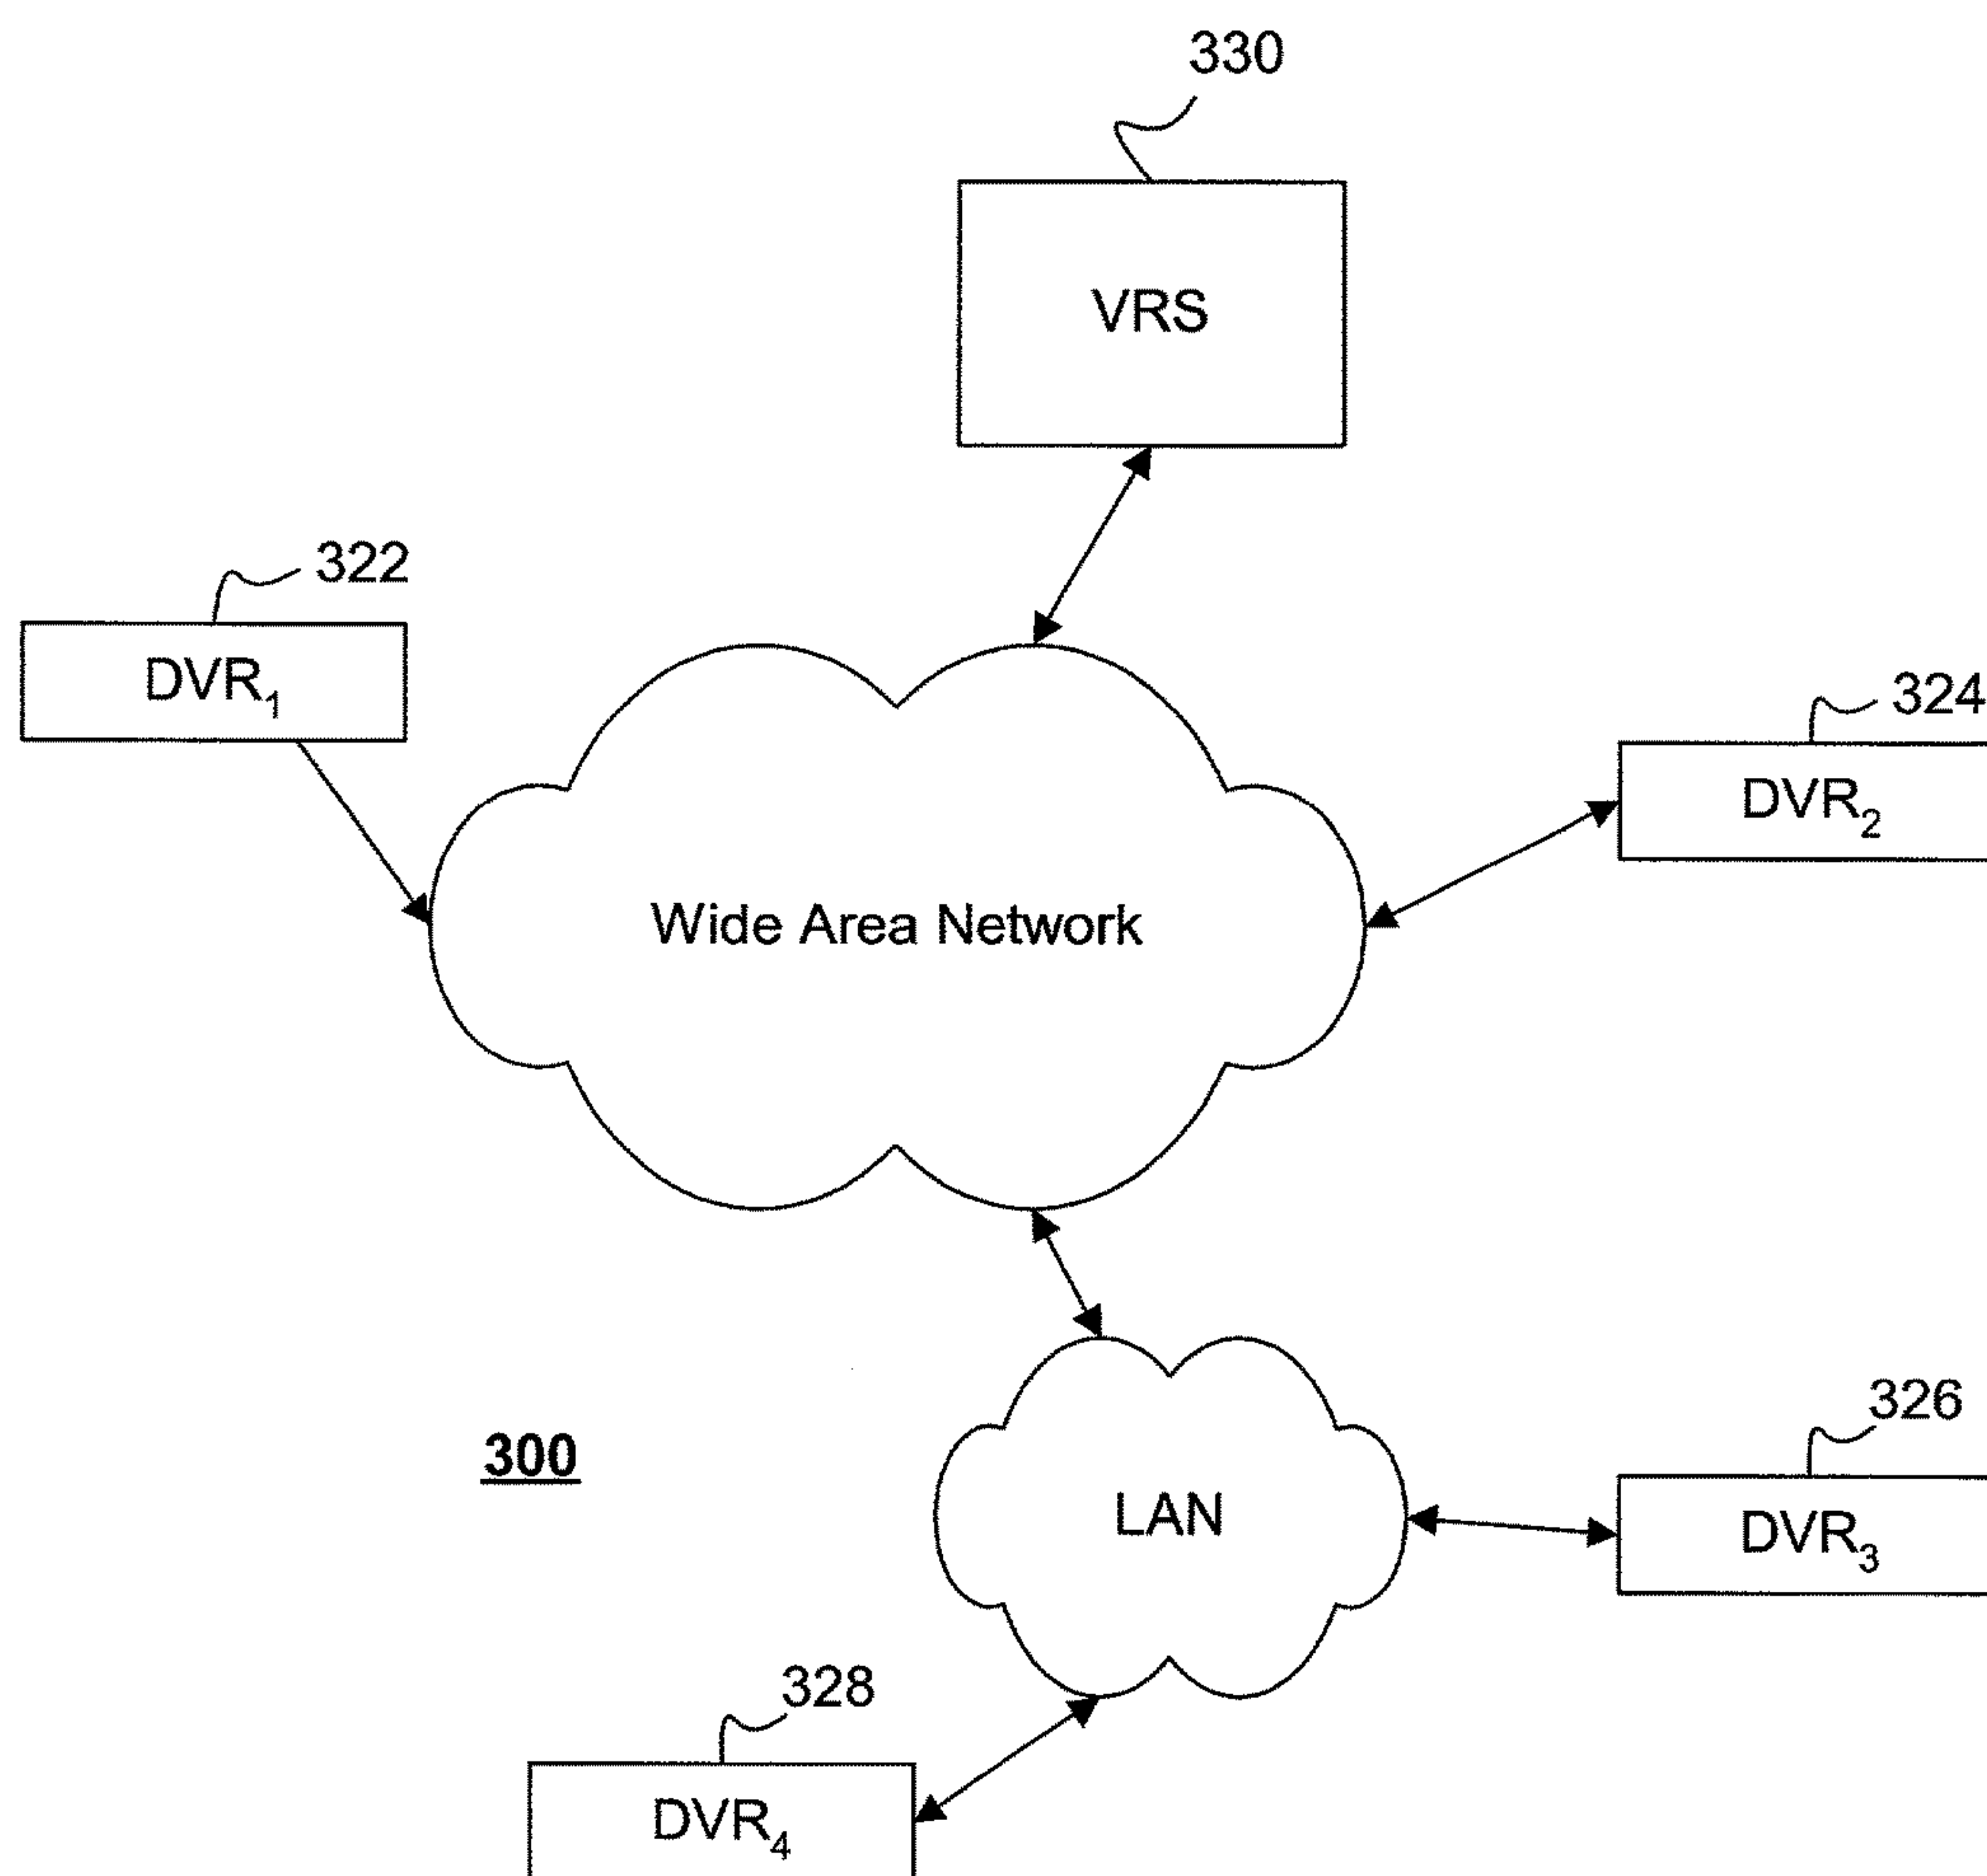 330
VRS
322
DVR1
324
DVR2
Wide Area Network
326
300
LAN
DVR3
328
DVR4